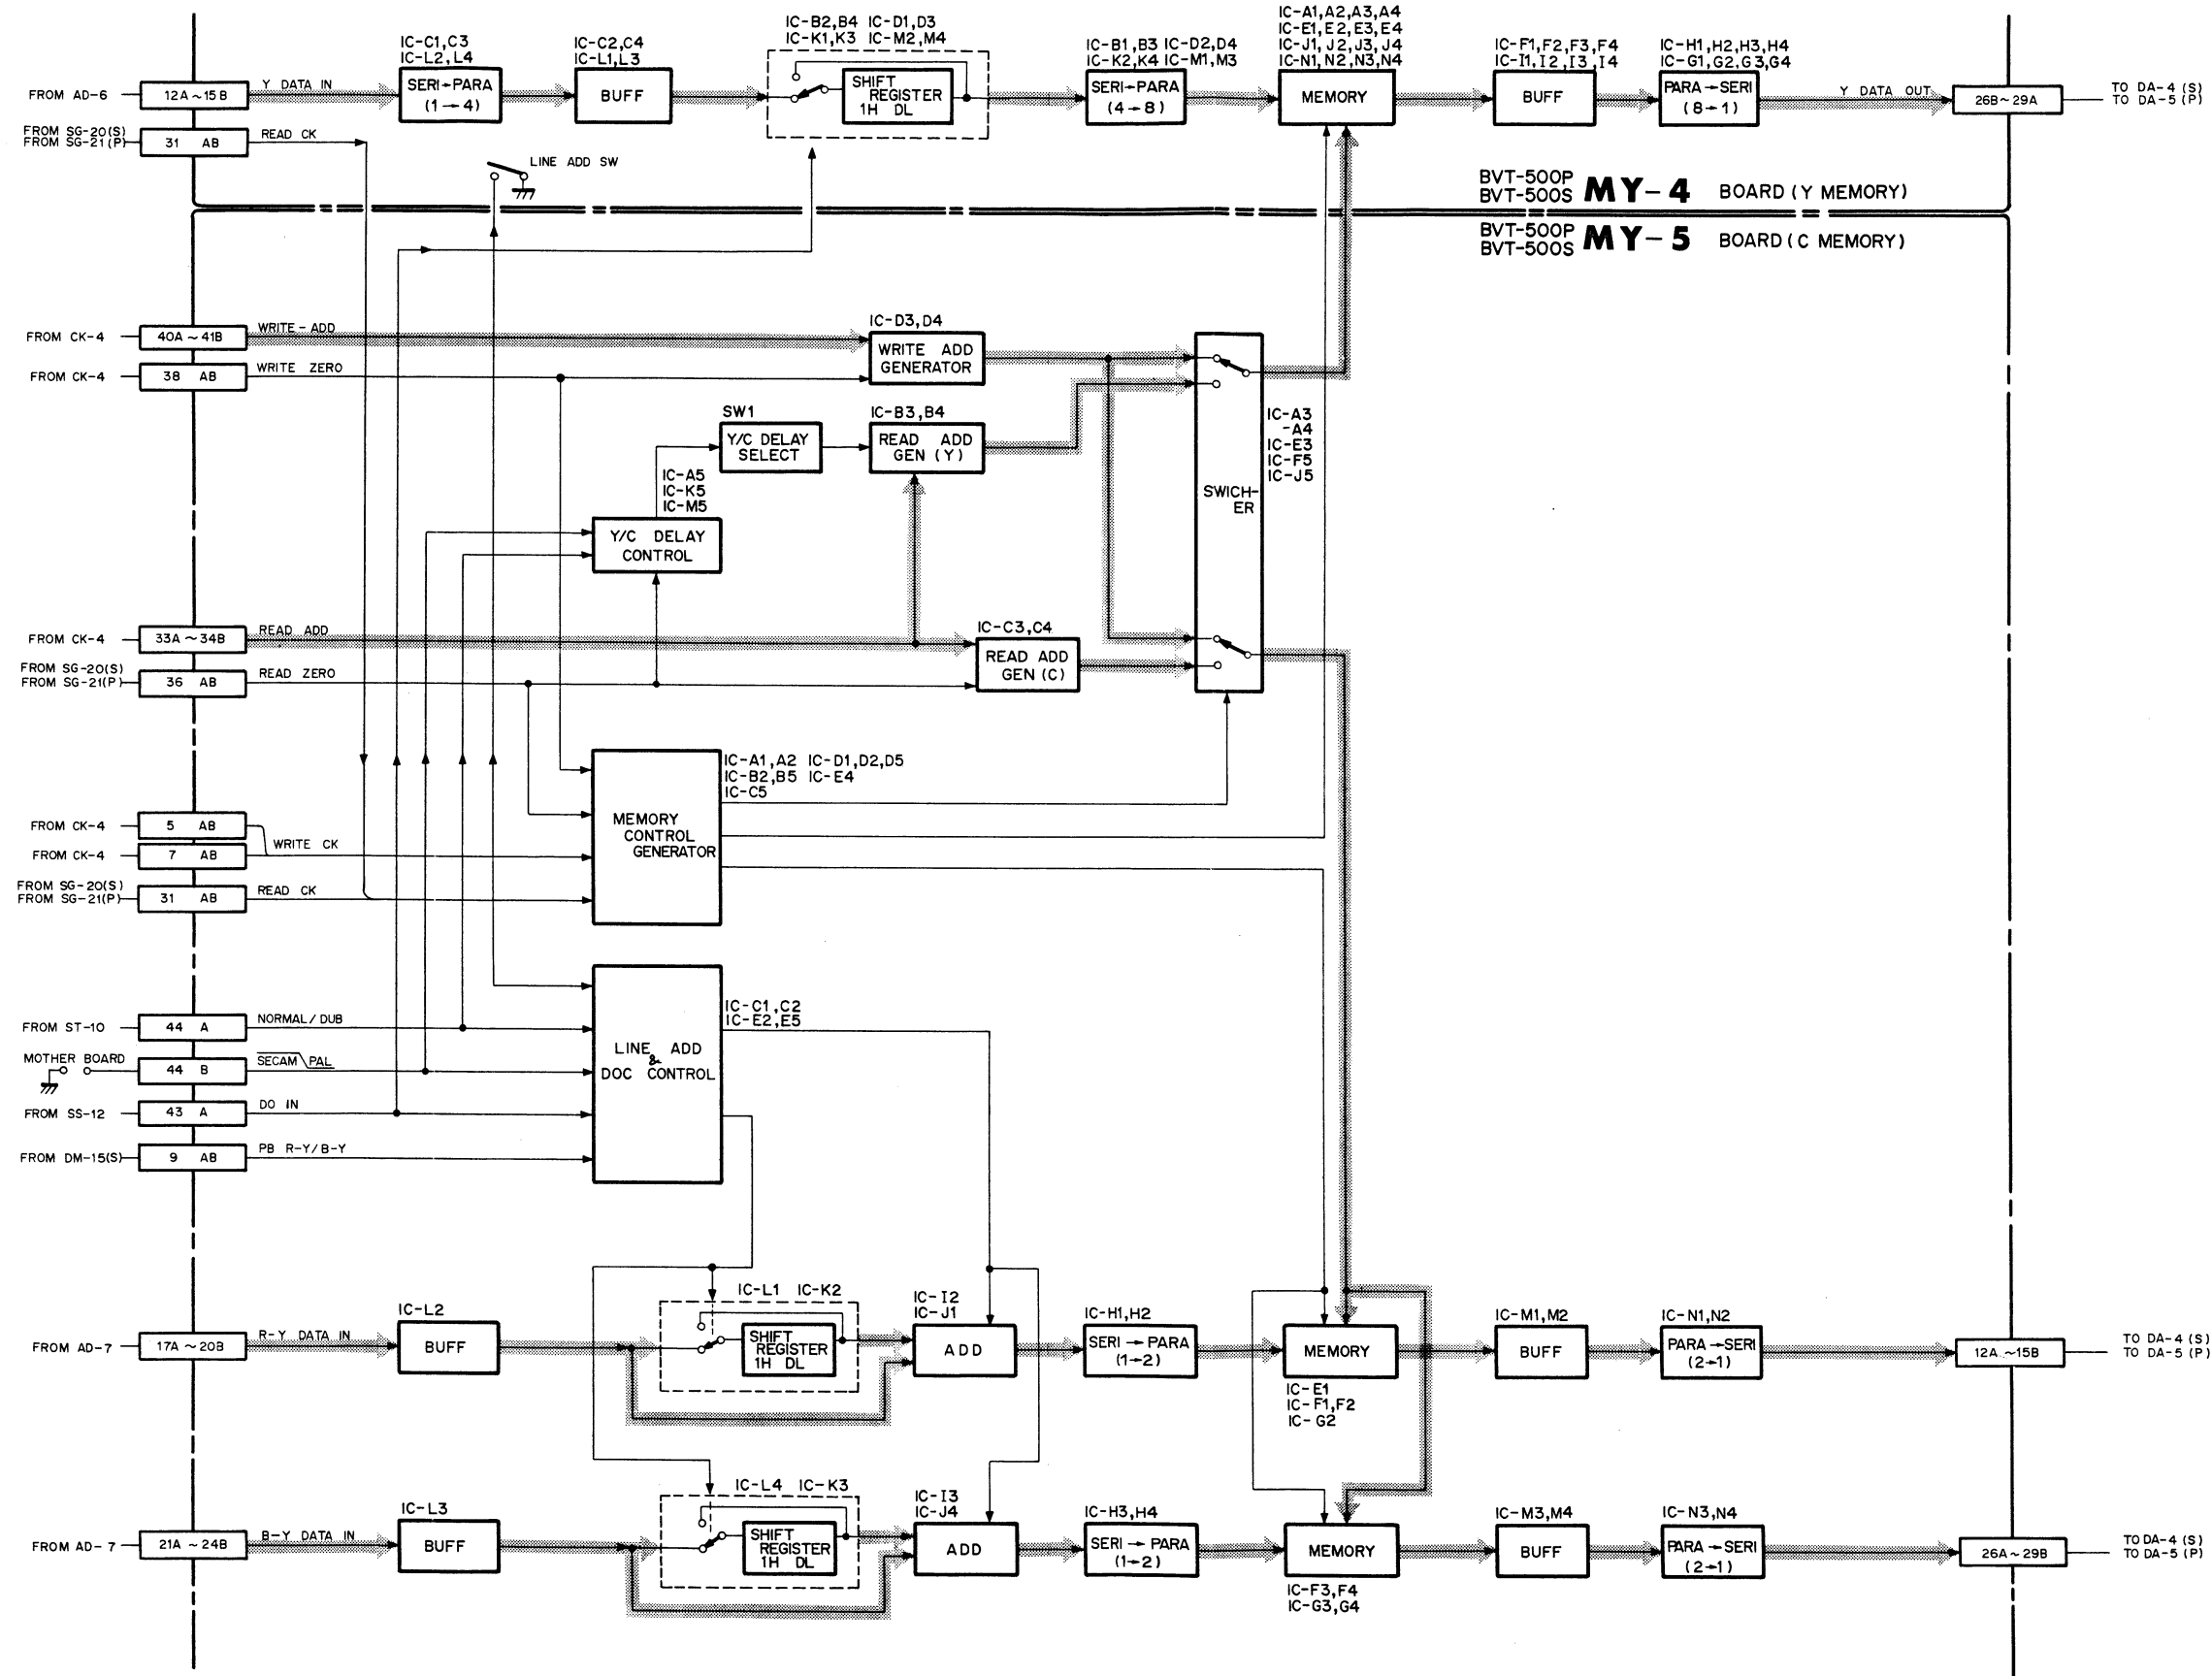 IC-B2,B4 IC-D1,D3
IC-K1,K3 IC-M2,M4
IC-A1,A2,A3,A4
IC-E1,E2,E3,E4
IC-J1,J2,J3,J4
IC-N1,N2,N3,N4
IC-C1,C3
IC-L2,L4
IC-C2,C4
IC-L1,L3
IC-B1,B3 IC-D2,D4
IC-K2,K4 IC-M1,M3
IC-F1,F2,F3,F4
IC-I1,I2,I3,I4
IC-H1,H2,H3,H4
IC-G1,G2,G3,G4
FROM AD-6
12A~15B
Y DATA IN
SERI→PARA
(1→4)
BUFF
SHIFT
REGISTER
1H DL
SERI→PARA
(4→8)
MEMORY
BUFF
PARA→SERI
(8→1)
Y DATA OUT
26B~29A
TO DA-4 (S)
TO DA-5 (P)
FROM SG-20(S)
FROM SG-21(P)
31 AB
READ CK
LINE ADD SW
BVT-500P
BVT-500S
MY-4 BOARD (Y MEMORY)
BVT-500P
BVT-500S
MY-5 BOARD (C MEMORY)
FROM CK-4
40A~41B
WRITE-ADD
IC-D3,D4
WRITE ADD
GENERATOR
FROM CK-4
38 AB
WRITE ZERO
SW1
Y/C DELAY
SELECT
IC-B3,B4
READ ADD
GEN (Y)
IC-A3
-A4
IC-E3
IC-F5
IC-J5
SWICH-
ER
IC-A5
IC-K5
IC-M5
Y/C DELAY
CONTROL
FROM CK-4
33A~34B
READ ADD
IC-C3,C4
READ ADD
GEN (C)
FROM SG-20(S)
FROM SG-21(P)
36 AB
READ ZERO
IC-A1,A2 IC-D1,D2,D5
IC-B2,B5 IC-E4
IC-C5
MEMORY
CONTROL
GENERATOR
FROM CK-4
5 AB
WRITE CK
FROM CK-4
7 AB
FROM SG-20(S)
FROM SG-21(P)
31 AB
READ CK
IC-C1,C2
IC-E2,E5
LINE ADD
&
DOC CONTROL
FROM ST-10
44 A
NORMAL/DUB
MOTHER BOARD
44 B
SECAM\PAL
FROM SS-12
43 A
DO IN
FROM DM-15(S)
9 AB
PB R-Y/B-Y
FROM AD-7
17A~20B
R-Y DATA IN
IC-L2
BUFF
IC-L1 IC-K2
SHIFT
REGISTER
1H DL
IC-I2
IC-J1
ADD
IC-H1,H2
SERI→PARA
(1→2)
MEMORY
IC-E1
IC-F1,F2
IC-G2
IC-M1,M2
BUFF
IC-N1,N2
PARA→SERI
(2→1)
12A~15B
TO DA-4 (S)
TO DA-5 (P)
FROM AD-7
21A~24B
B-Y DATA IN
IC-L3
BUFF
IC-L4 IC-K3
SHIFT
REGISTER
1H DL
IC-I3
IC-J4
ADD
IC-H3,H4
SERI→PARA
(1→2)
MEMORY
IC-F3,F4
IC-G3,G4
IC-M3,M4
BUFF
IC-N3,N4
PARA→SERI
(2→1)
26A~29B
TO DA-4 (S)
TO DA-5 (P)